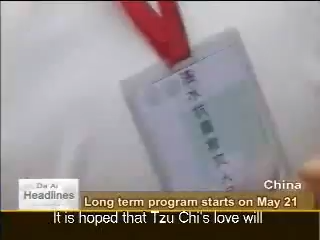 China
Da Ai
Headlines
Long term program starts on May 21
It is hoped that Tzu Chi's love will